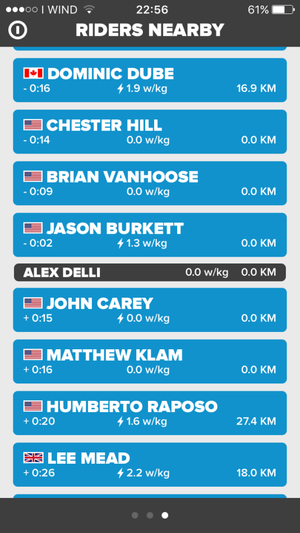 I WIND 22:56 61%
RIDERS NEARBY
DOMINIC DUBE
- 0:16 1.9 w/kg 16.9 KM
CHESTER HILL
- 0:14 0.0 w/kg 0.0 KM
BRIAN VANHOOSE
- 0:09 0.0 w/kg 0.0 KM
JASON BURKETT
- 0:02 1.3 w/kg 0.0 KM
ALEX DELLI 0.0 w/kg 0.0 KM
JOHN CAREY
+ 0:15 0.0 w/kg 0.0 KM
MATTHEW KLAM
+ 0:16 0.0 w/kg 0.0 KM
HUMBERTO RAPOSO
+ 0:20 1.6 w/kg 27.4 KM
LEE MEAD
+ 0:26 2.2 w/kg 18.0 KM